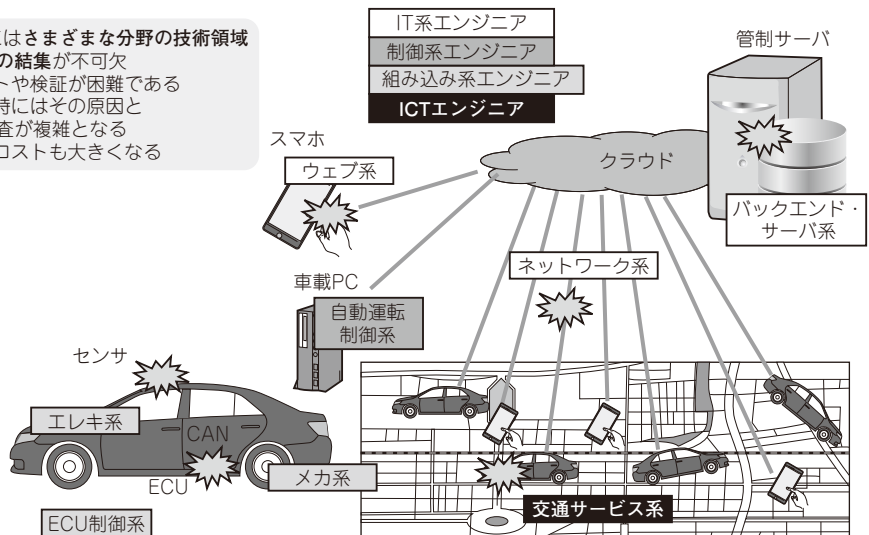 はさまざまな分野の技術領域
の結集が不可欠
トや検証が困難である
時にはその原因と
査が複雑となる
コストも大きくなる
IT系エンジニア
制御系エンジニア
組み込み系エンジニア
ICTエンジニア
管制サーバ
スマホ
ウェブ系
クラウド
バックエンド・
サーバ系
ネットワーク系
車載PC
自動運転
制御系
センサ
エレキ系
CAN
ECU
メカ系
ECU制御系
交通サービス系